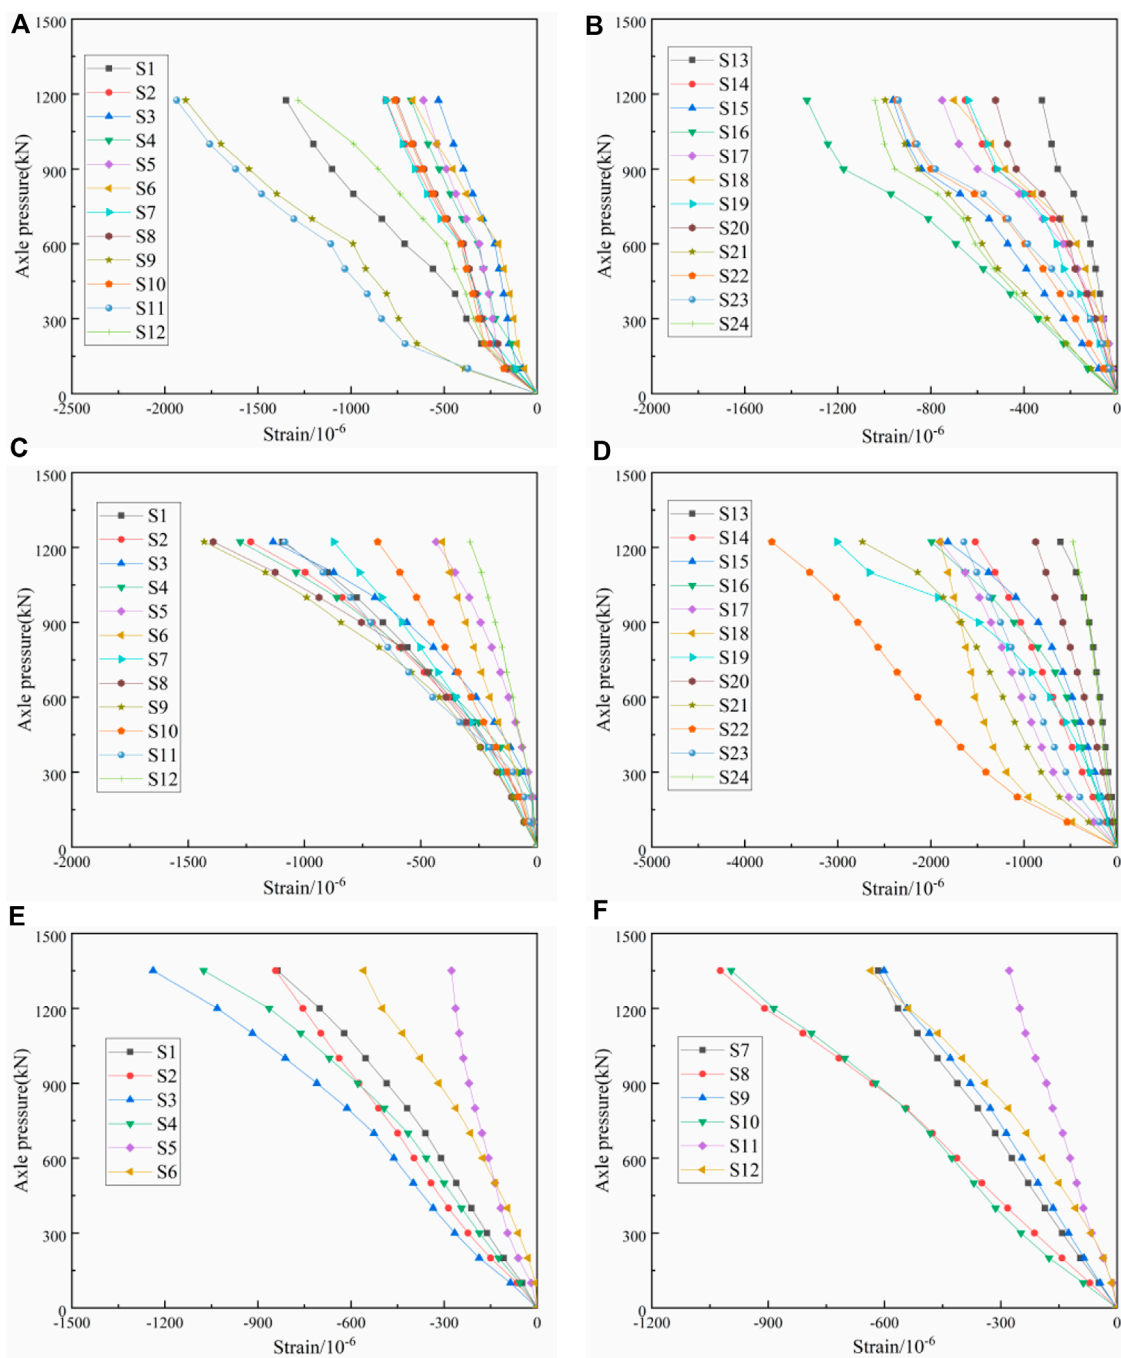 A
1500
1200
900
600
300
0
Axle pressure(kN)
S1
S2
S3
S4
S5
S6
S7
S8
S9
S10
S11
S12
-2500 -2000 -1500 -1000 -500 0
Strain/10-6
B
1500
1200
900
600
300
0
Axle pressure(kN)
S13
S14
S15
S16
S17
S18
S19
S20
S21
S22
S23
S24
-2000 -1600 -1200 -800 -400 0
Strain/10-6
C
1500
1200
900
600
300
0
Axle pressure(kN)
S1
S2
S3
S4
S5
S6
S7
S8
S9
S10
S11
S12
-2000 -1500 -1000 -500 0
Strain/10-6
D
1500
1200
900
600
300
0
Axle pressure(kN)
S13
S14
S15
S16
S17
S18
S19
S20
S21
S22
S23
S24
-5000 -4000 -3000 -2000 -1000 0
Strain/10-6
E
1500
1200
900
600
300
0
Axle pressure(kN)
S1
S2
S3
S4
S5
S6
-1500 -1200 -900 -600 -300 0
Strain/10-6
F
1500
1200
900
600
300
0
Axle pressure(kN)
S7
S8
S9
S10
S11
S12
-1200 -900 -600 -300 0
Strain/10-6